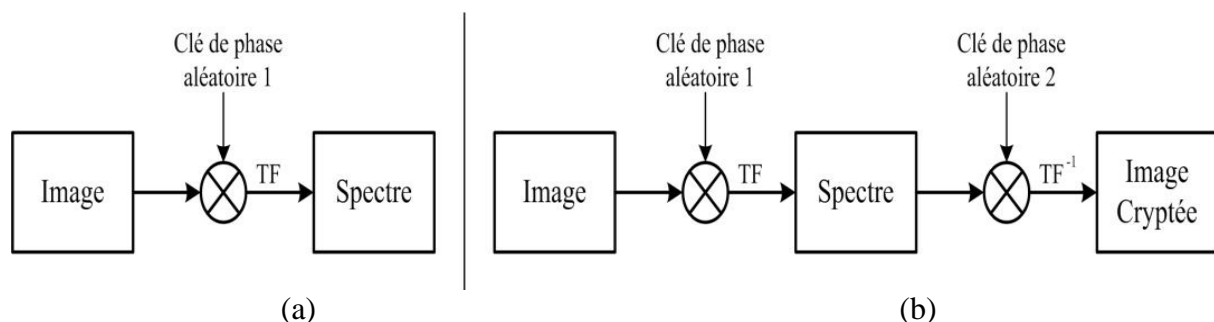 Clé de phase
aléatoire 1
Image
TF
Spectre
(a)
Clé de phase
aléatoire 1
Clé de phase
aléatoire 2
Image
TF
Spectre
TF⁻¹
Image
Cryptée
(b)